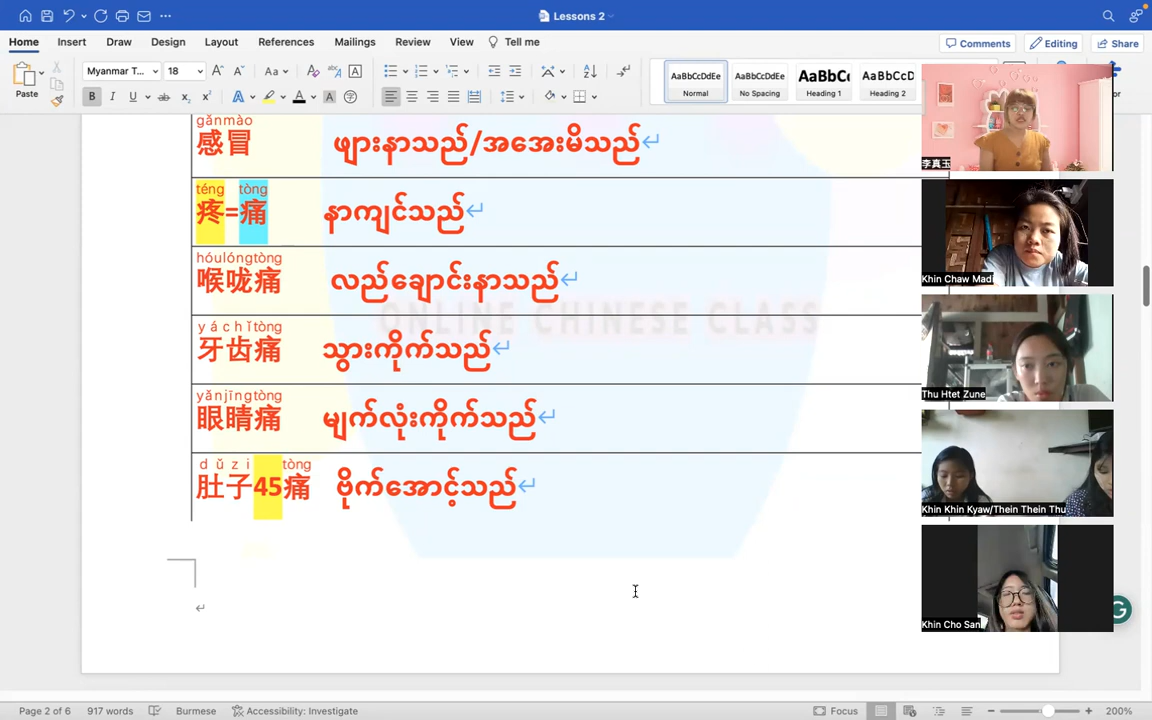 Lessons 2
Home Insert Draw Design Layout References Mailings Review View Tell me
Comments Editing Share
Paste
Myanmar T... 18
AaBbCcDdEe AaBbCcDdEe AaBbC AaBbCcD
Normal No Spacing Heading 1 Heading 2
gǎnmào
感冒 ဖျားနာသည်/အအေးမိသည်
téng tòng
疼=痛 နာကျင်သည်
hóulóngtòng
喉咙痛 လည်ချောင်းနာသည်
yáchǐtòng
牙齿痛 သွားကိုက်သည်
yǎnjīngtòng
眼睛痛 မျက်လုံးကိုက်သည်
dǔzi tòng
肚子45痛 ဗိုက်အောင့်သည်
ONLINE CHINESE CLASS
李真玉
Khin Chaw Madi
Thu Htet Zune
Khin Khin Kyaw/Thein Thein Thu
Khin Cho San
Page 2 of 6 917 words Burmese Accessibility: Investigate Focus 200%